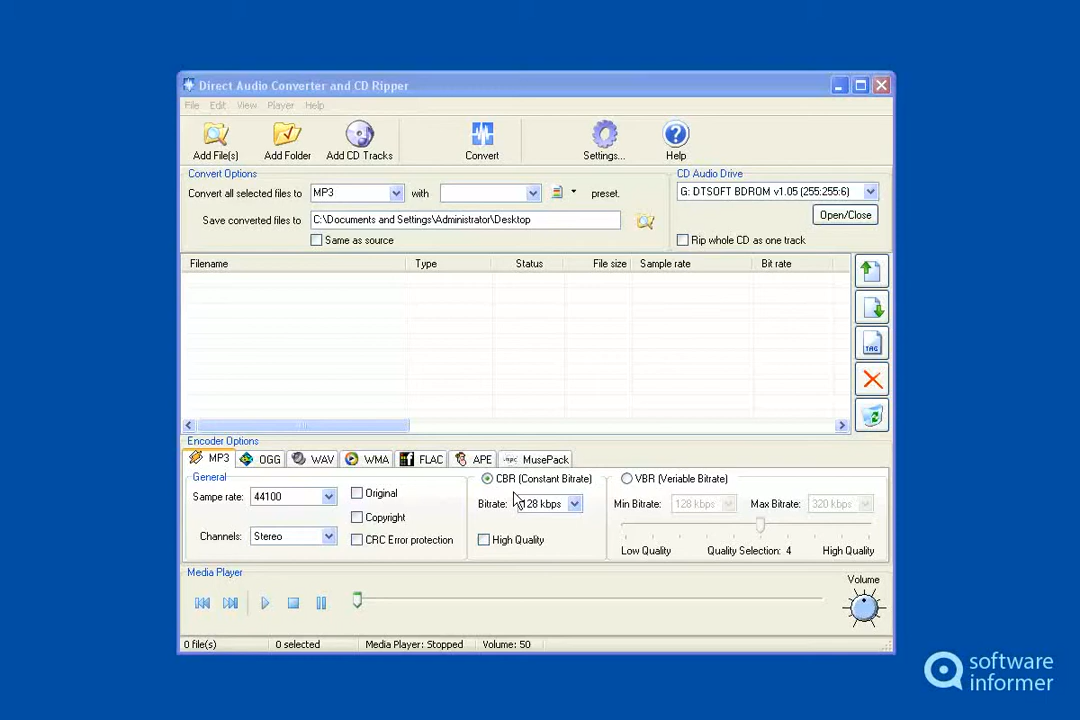 Direct Audio Converter and CD Ripper
File Edit View Player Help
Add File(s) Add Folder Add CD Tracks Convert Settings... Help
Convert Options CD Audio Drive
Convert all selected files to MP3 with preset. G: DTSOFT BDROM v1.05 (255:255:6)
Save converted files to C:\Documents and Settings\Administrator\Desktop Open/Close
Same as source Rip whole CD as one track
Filename Type Status File size Sample rate Bit rate
TAG
Encoder Options
MP3 OGG WAV WMA FLAC APE mpc MusePack
General CBR (Constant Bitrate) VBR (Variable Bitrate)
Sampe rate: 44100 Original Bitrate: 128 kbps Min Bitrate: 128 kbps Max Bitrate: 320 kbps
Copyright
Channels: Stereo CRC Error protection High Quality Low Quality Quality Selection: 4 High Quality
Media Player
Volume
0 file(s) 0 selected Media Player: Stopped Volume: 50
software
informer